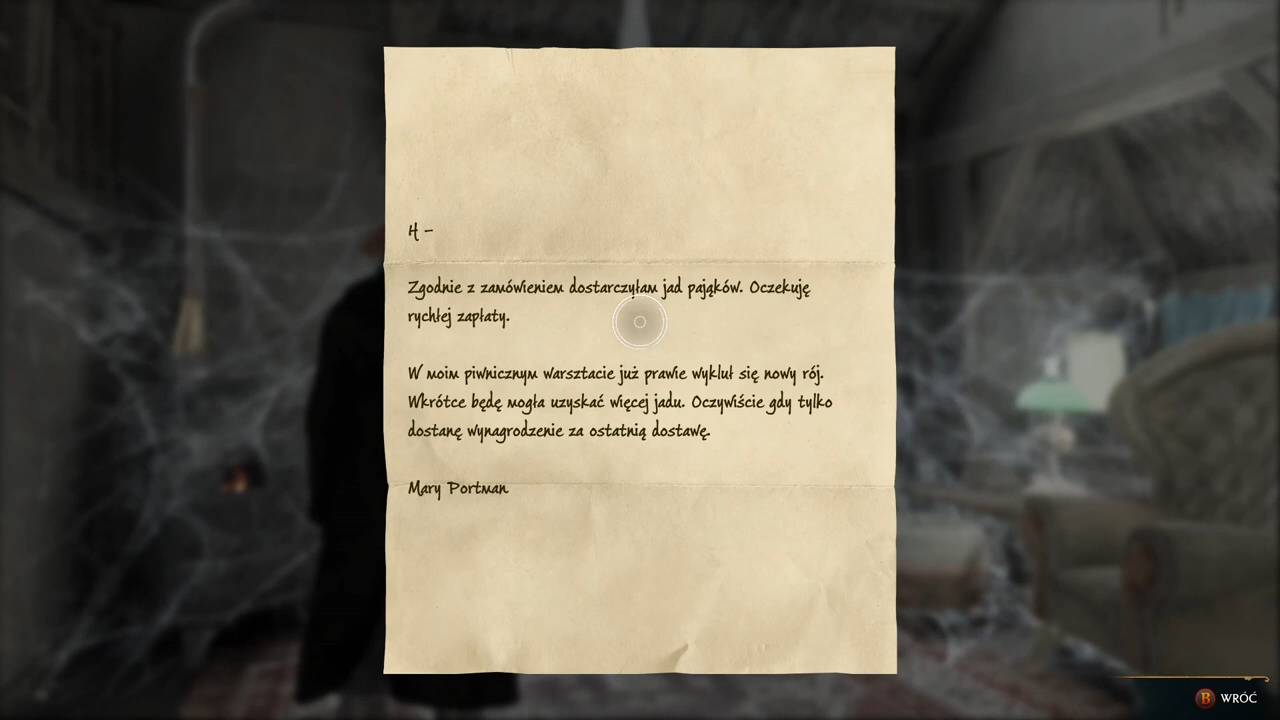 H –
Zgodnie z zamówieniem dostarczyłam jad pająków. Oczekuję
rychłej zapłaty.
W moim piwnicznym warsztacie już prawie wykluł się nowy rój.
Wkrótce będę mogła uzyskać więcej jadu. Oczywiście gdy tylko
dostanę wynagrodzenie za ostatnią dostawę.
Mary Portman
B WRÓĆ